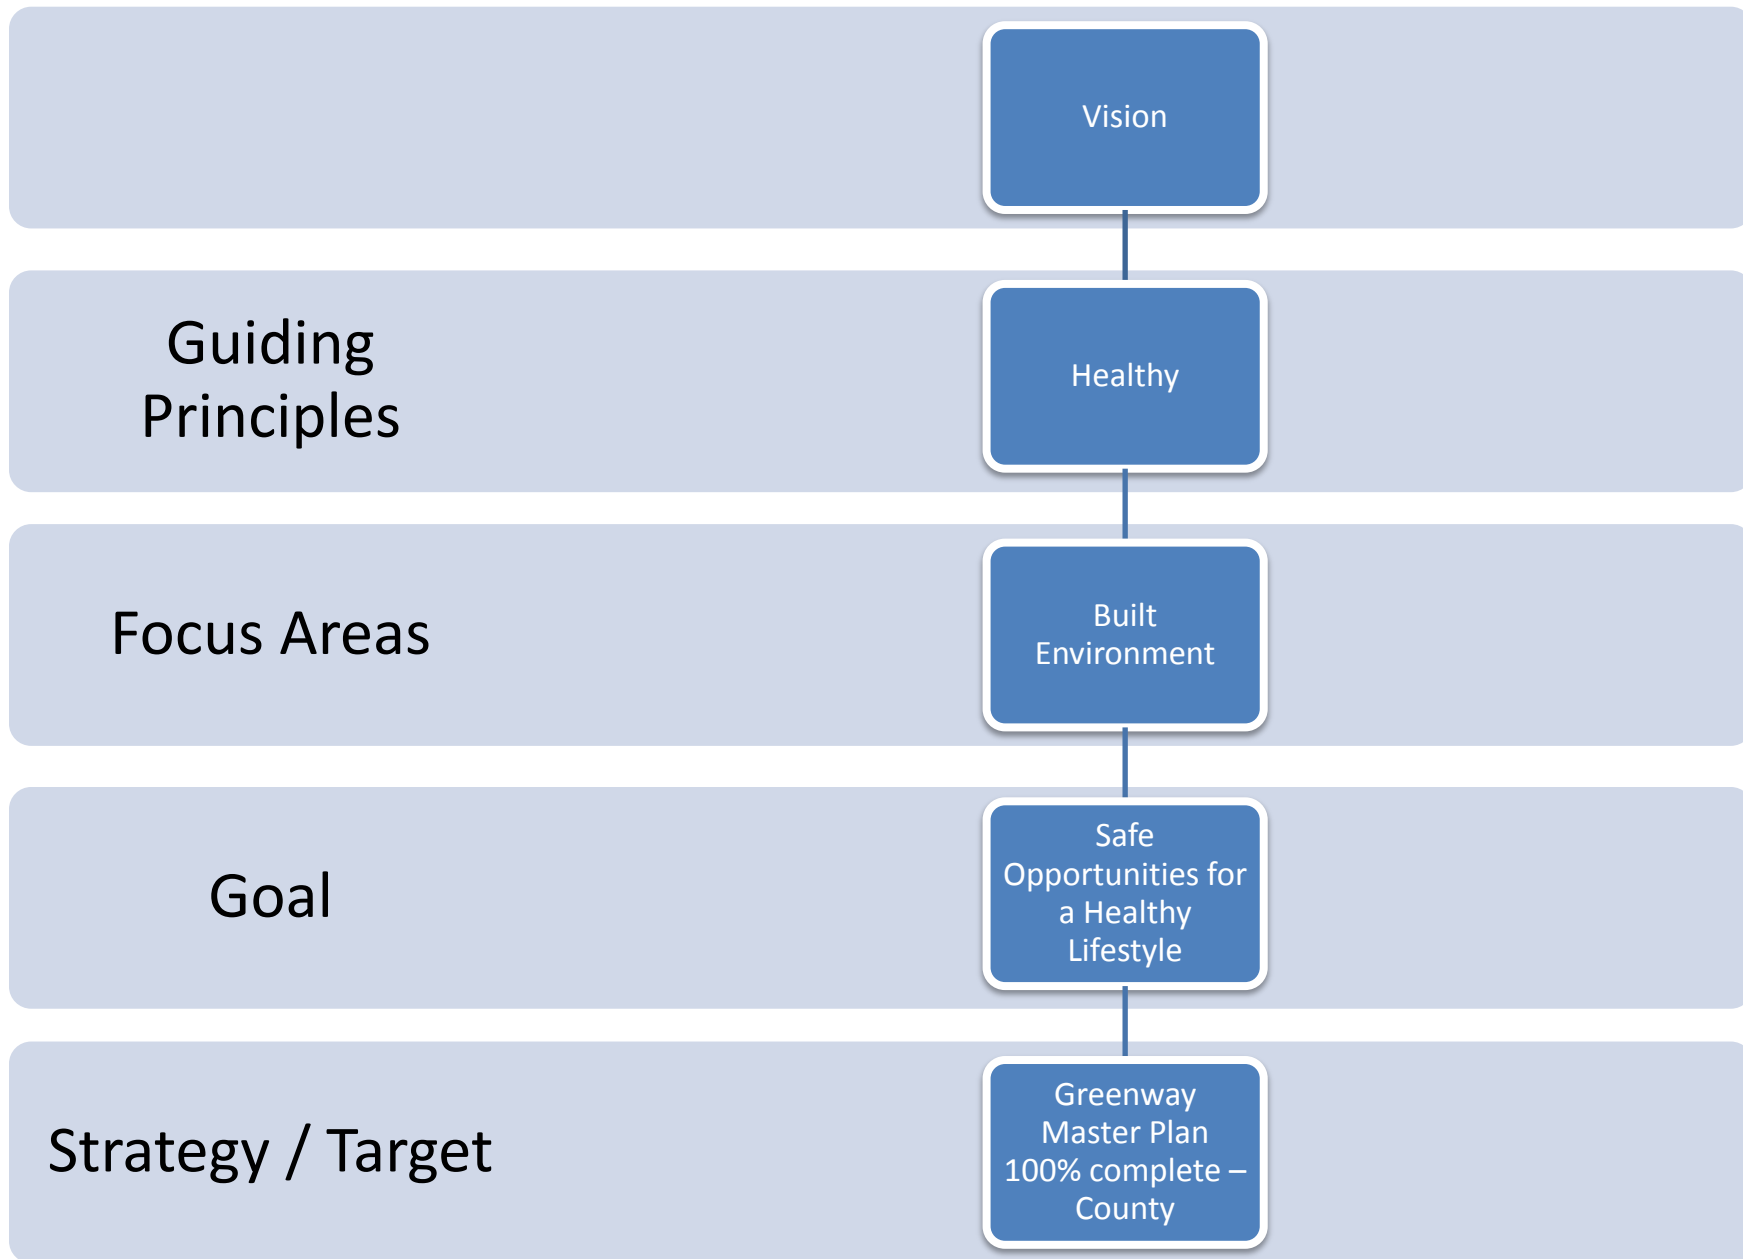 Vision
Guiding
Principles
Healthy
Focus Areas
Built
Environment
Goal
Safe
Opportunities for
a Healthy
Lifestyle
Strategy / Target
Greenway
Master Plan
100% complete –
County